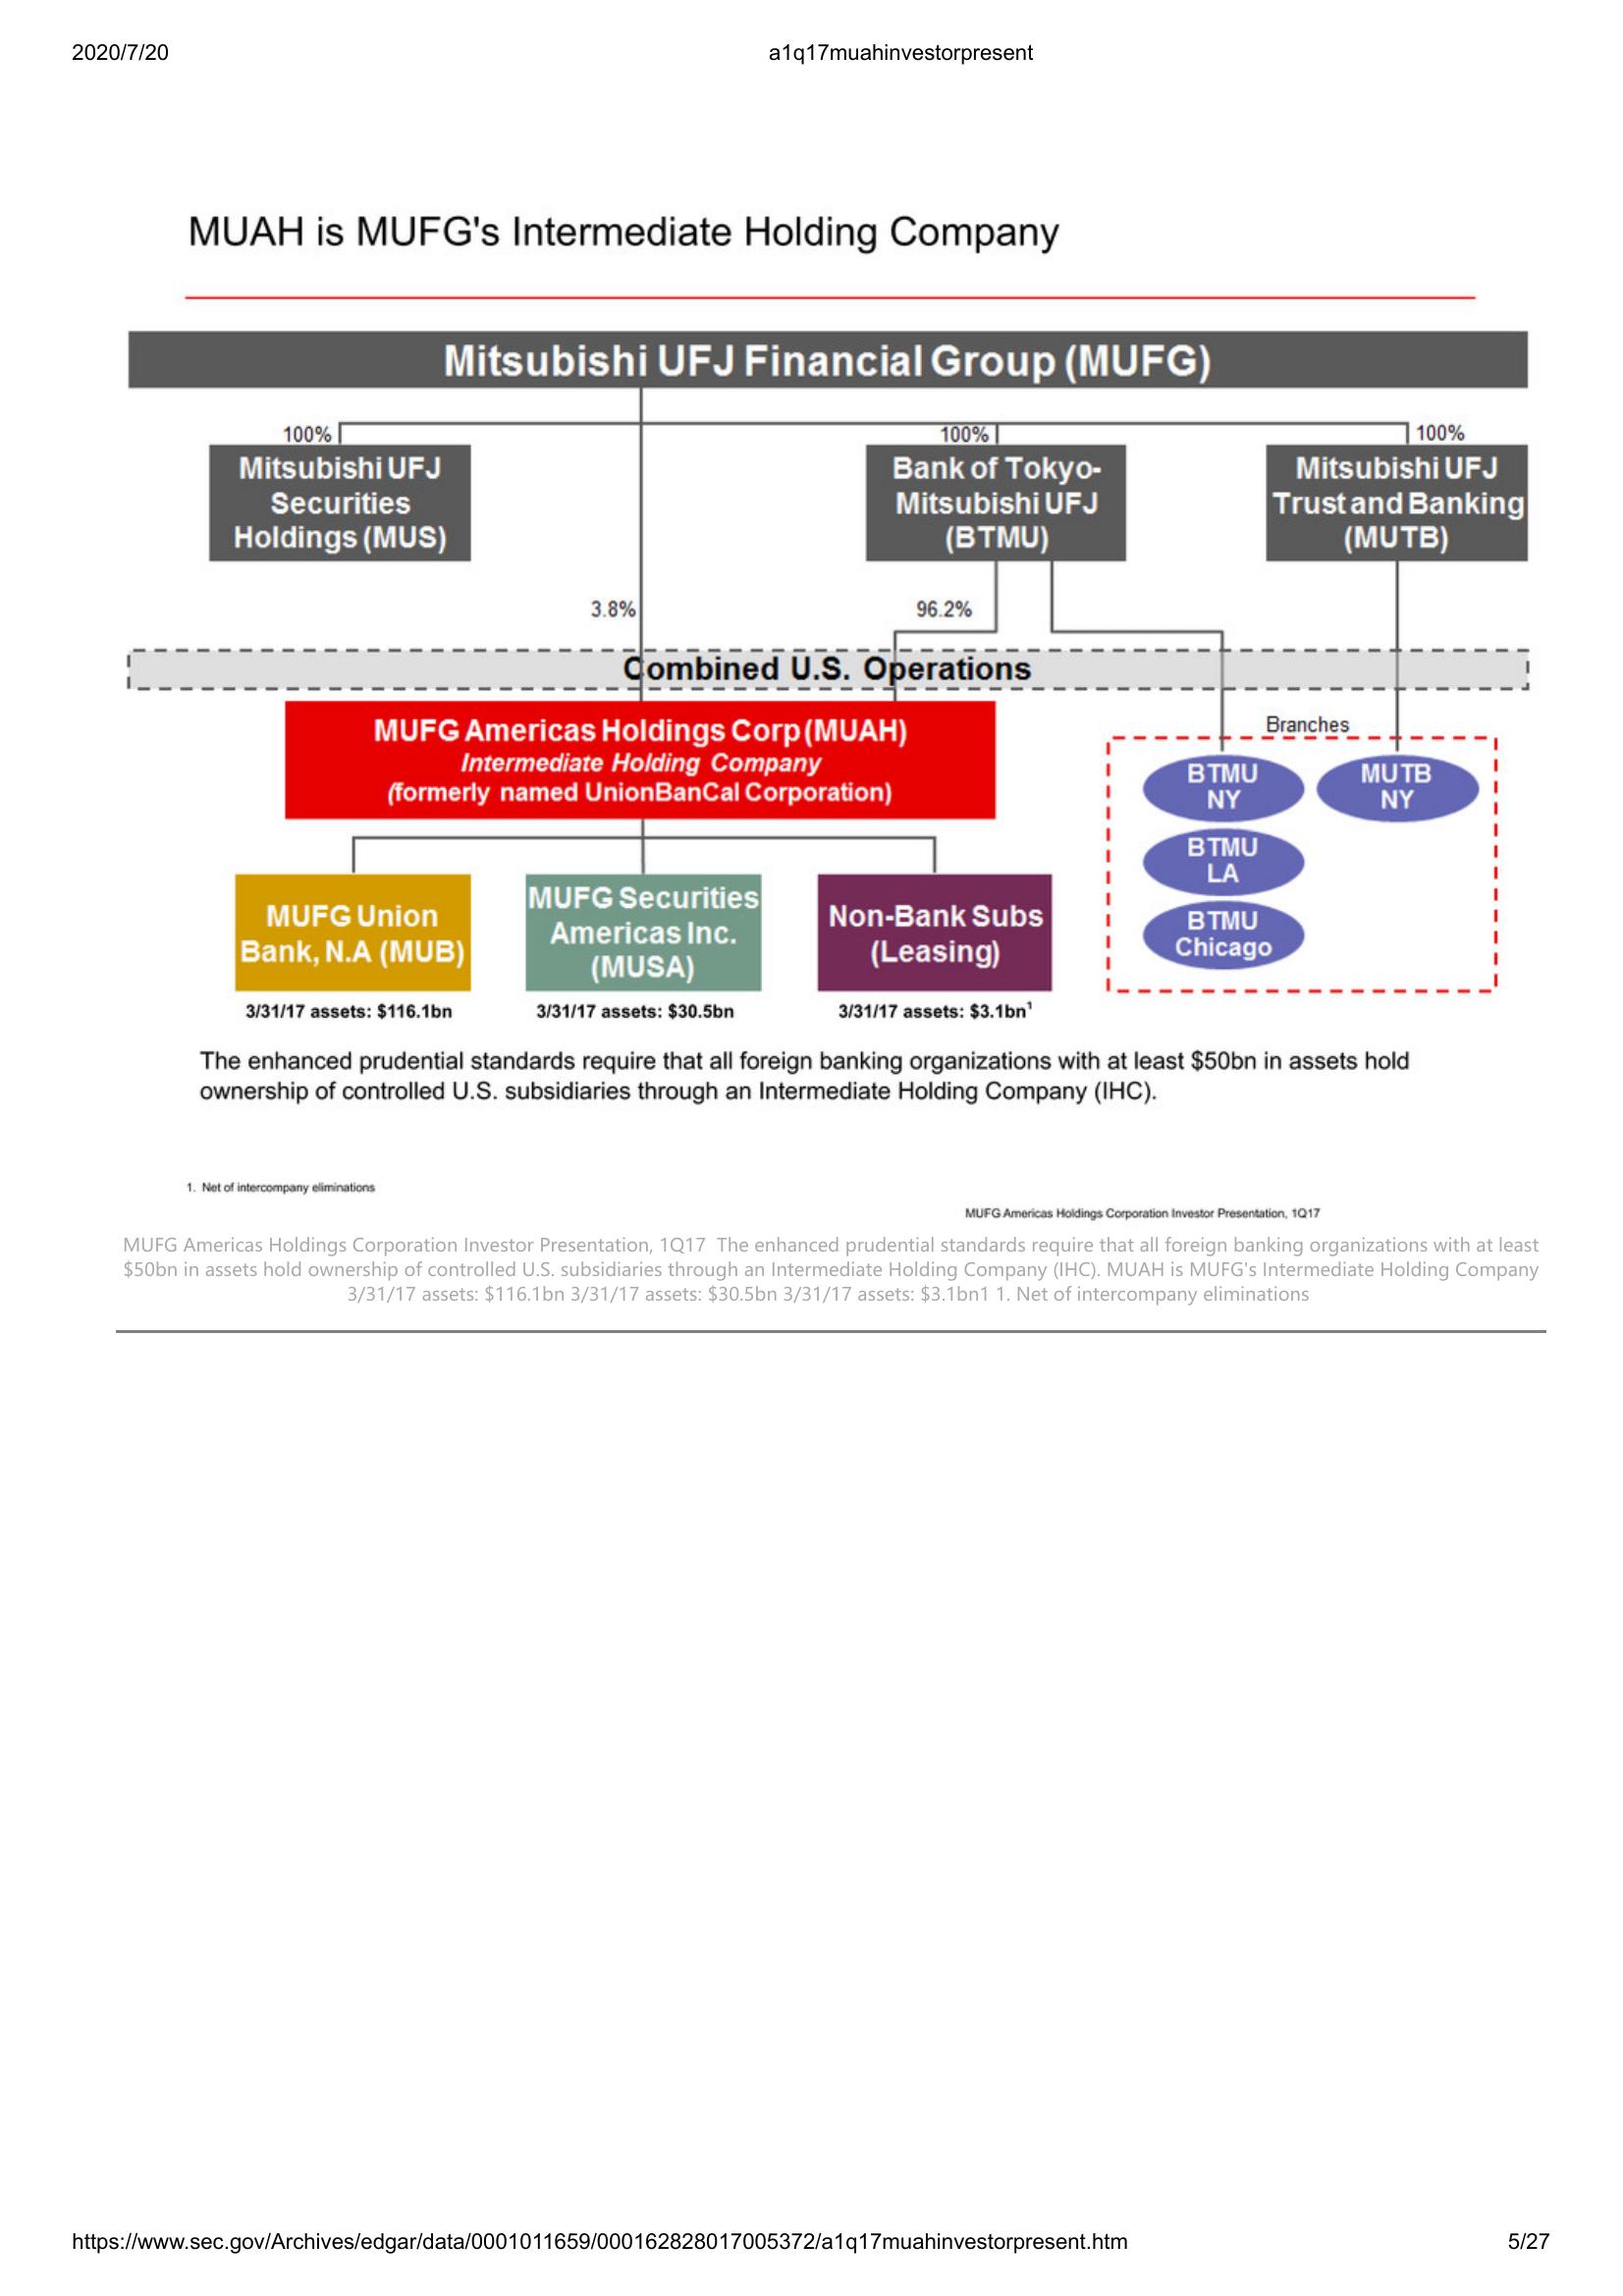 2020/7/20
a1q17muahinvestorpresent
MUAH is MUFG's Intermediate Holding Company
Mitsubishi UFJ Financial Group (MUFG)
100%
100%
100%
Mitsubishi UFJ
Securities
Holdings (MUS)
Bank of Tokyo-
Mitsubishi UFJ
(BTMU)
Mitsubishi UFJ
Trust and Banking
(MUTB)
3.8%
96.2%
Combined U.S. Operations
MUFG Americas Holdings Corp (MUAH)
Intermediate Holding Company
(formerly named UnionBanCal Corporation)
Branches
BTMU
NY
MUTB
NY
BTMU
LA
BTMU
Chicago
MUFG Union
Bank, N.A (MUB)
MUFG Securities
Americas Inc.
(MUSA)
Non-Bank Subs
(Leasing)
3/31/17 assets: $116.1bn
3/31/17 assets: $30.5bn
3/31/17 assets: $3.1bn¹
The enhanced prudential standards require that all foreign banking organizations with at least $50bn in assets hold
ownership of controlled U.S. subsidiaries through an Intermediate Holding Company (IHC).
1. Net of intercompany eliminations
MUFG Americas Holdings Corporation Investor Presentation, 1Q17
MUFG Americas Holdings Corporation Investor Presentation, 1Q17 The enhanced prudential standards require that all foreign banking organizations with at least
$50bn in assets hold ownership of controlled U.S. subsidiaries through an Intermediate Holding Company (IHC). MUAH is MUFG's Intermediate Holding Company
3/31/17 assets: $116.1bn 3/31/17 assets: $30.5bn 3/31/17 assets: $3.1bn1 1. Net of intercompany eliminations
https://www.sec.gov/Archives/edgar/data/0001011659/000162828017005372/a1q17muahinvestorpresent.htm
5/27